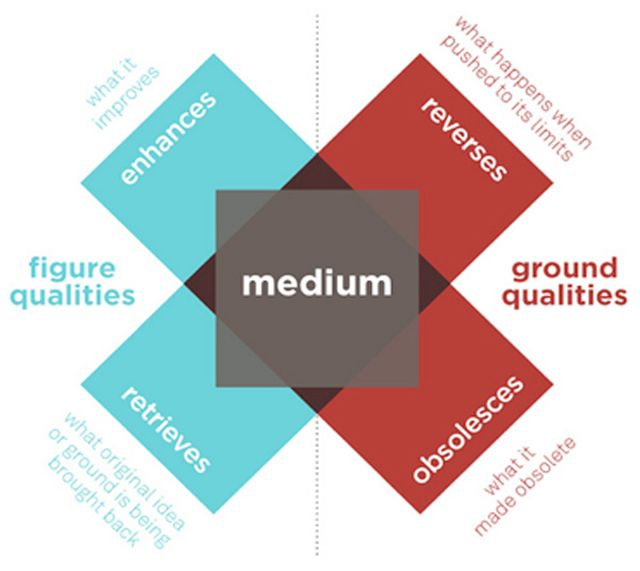 what it
improves
enhances
what happens when
pushed to its limits
reverses
figure
qualities
medium
ground
qualities
retrieves
what original idea
or ground is being
brought back
obsolesces
what it
made obsolete